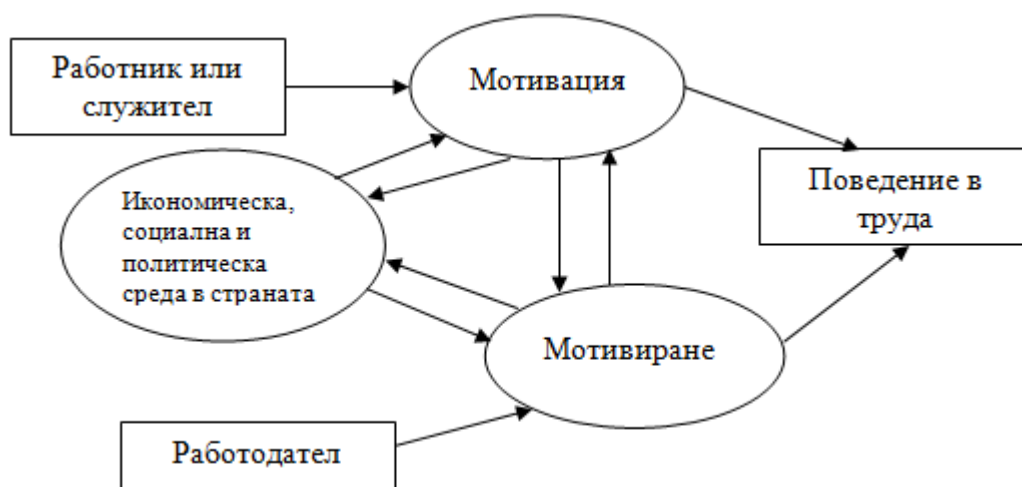 Работник или
служител
Мотивация
Икономическа,
социална и
политическа
среда в страната
Поведение в
труда
Мотивиране
Работодател